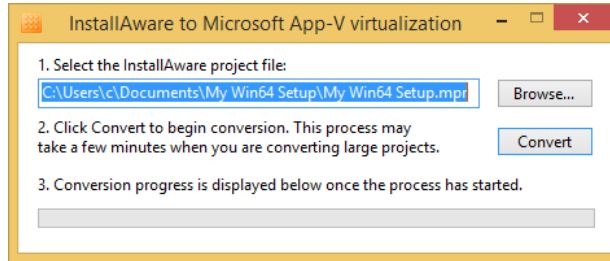 InstallAware to Microsoft App-V virtualization
1. Select the InstallAware project file:
C:\Users\c\Documents\My Win64 Setup\My Win64 Setup.mpr
Browse...
2. Click Convert to begin conversion. This process may
take a few minutes when you are converting large projects.
Convert
3. Conversion progress is displayed below once the process has started.